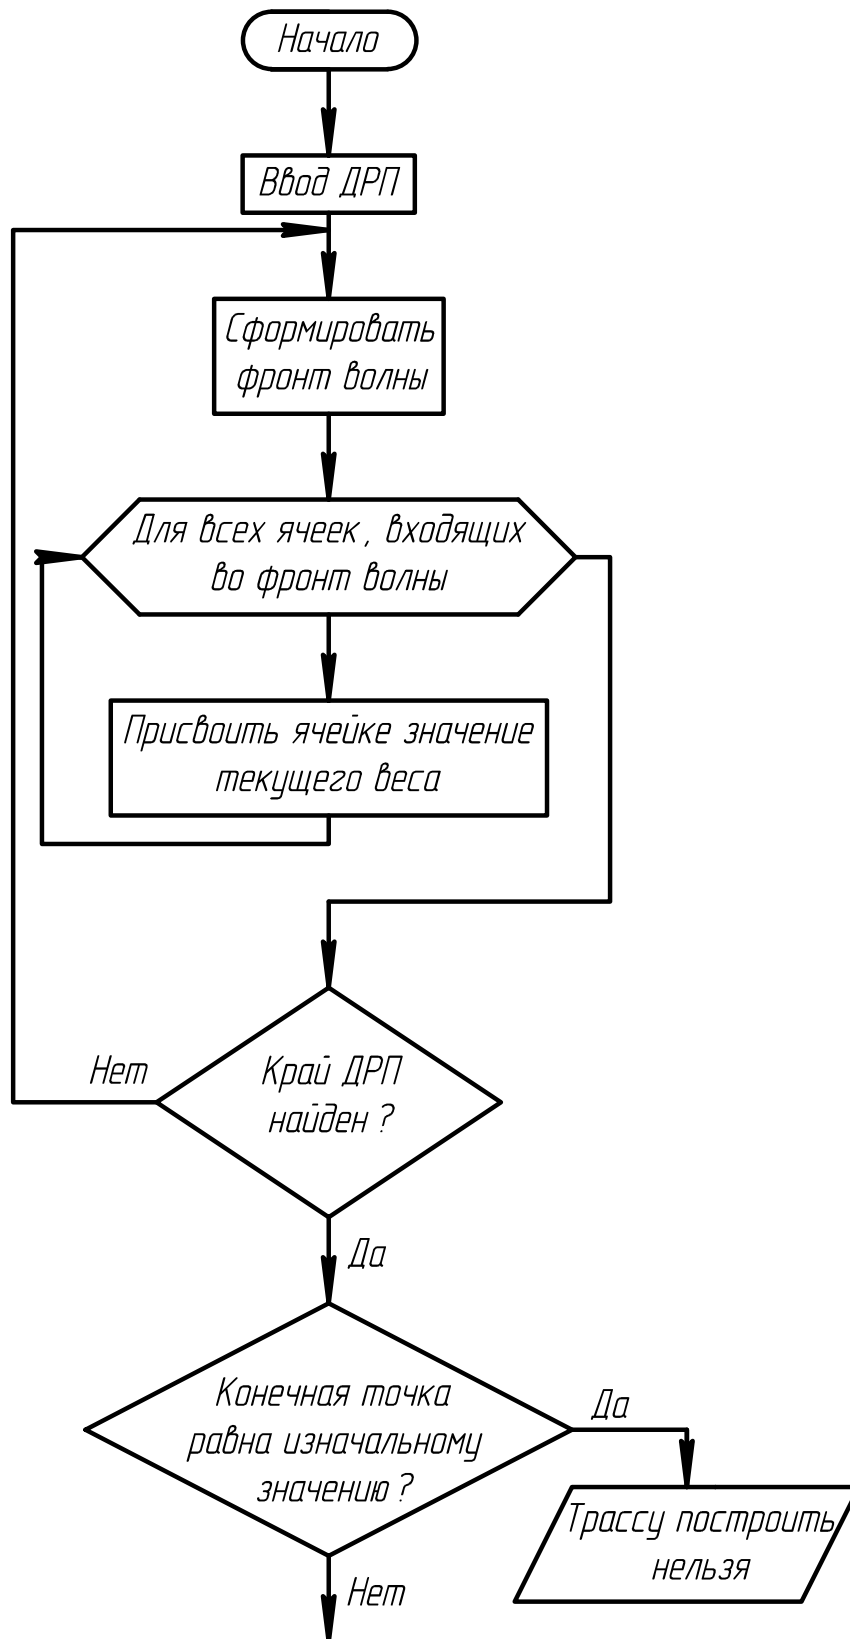 Начало
Ввод ДРП
Сформировать
фронт волны
Для всех ячеек, входящих
во фронт волны
Присвоить ячейке значение
текущего веса
Нет
Край ДРП
найден ?
Да
Конечная точка
равна изначальному
значению ?
Да
Трассу построить
нельзя
Нет